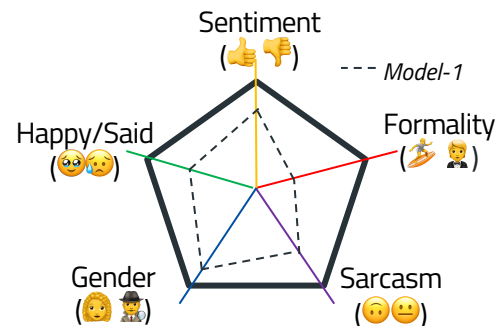 Sentiment
(👍 👎)
Model-1
Happy/Said
(🥹😥)
Formality
(🏄 🤵)
Gender
(👩‍🦱 🕵️)
Sarcasm
(🙃😐)